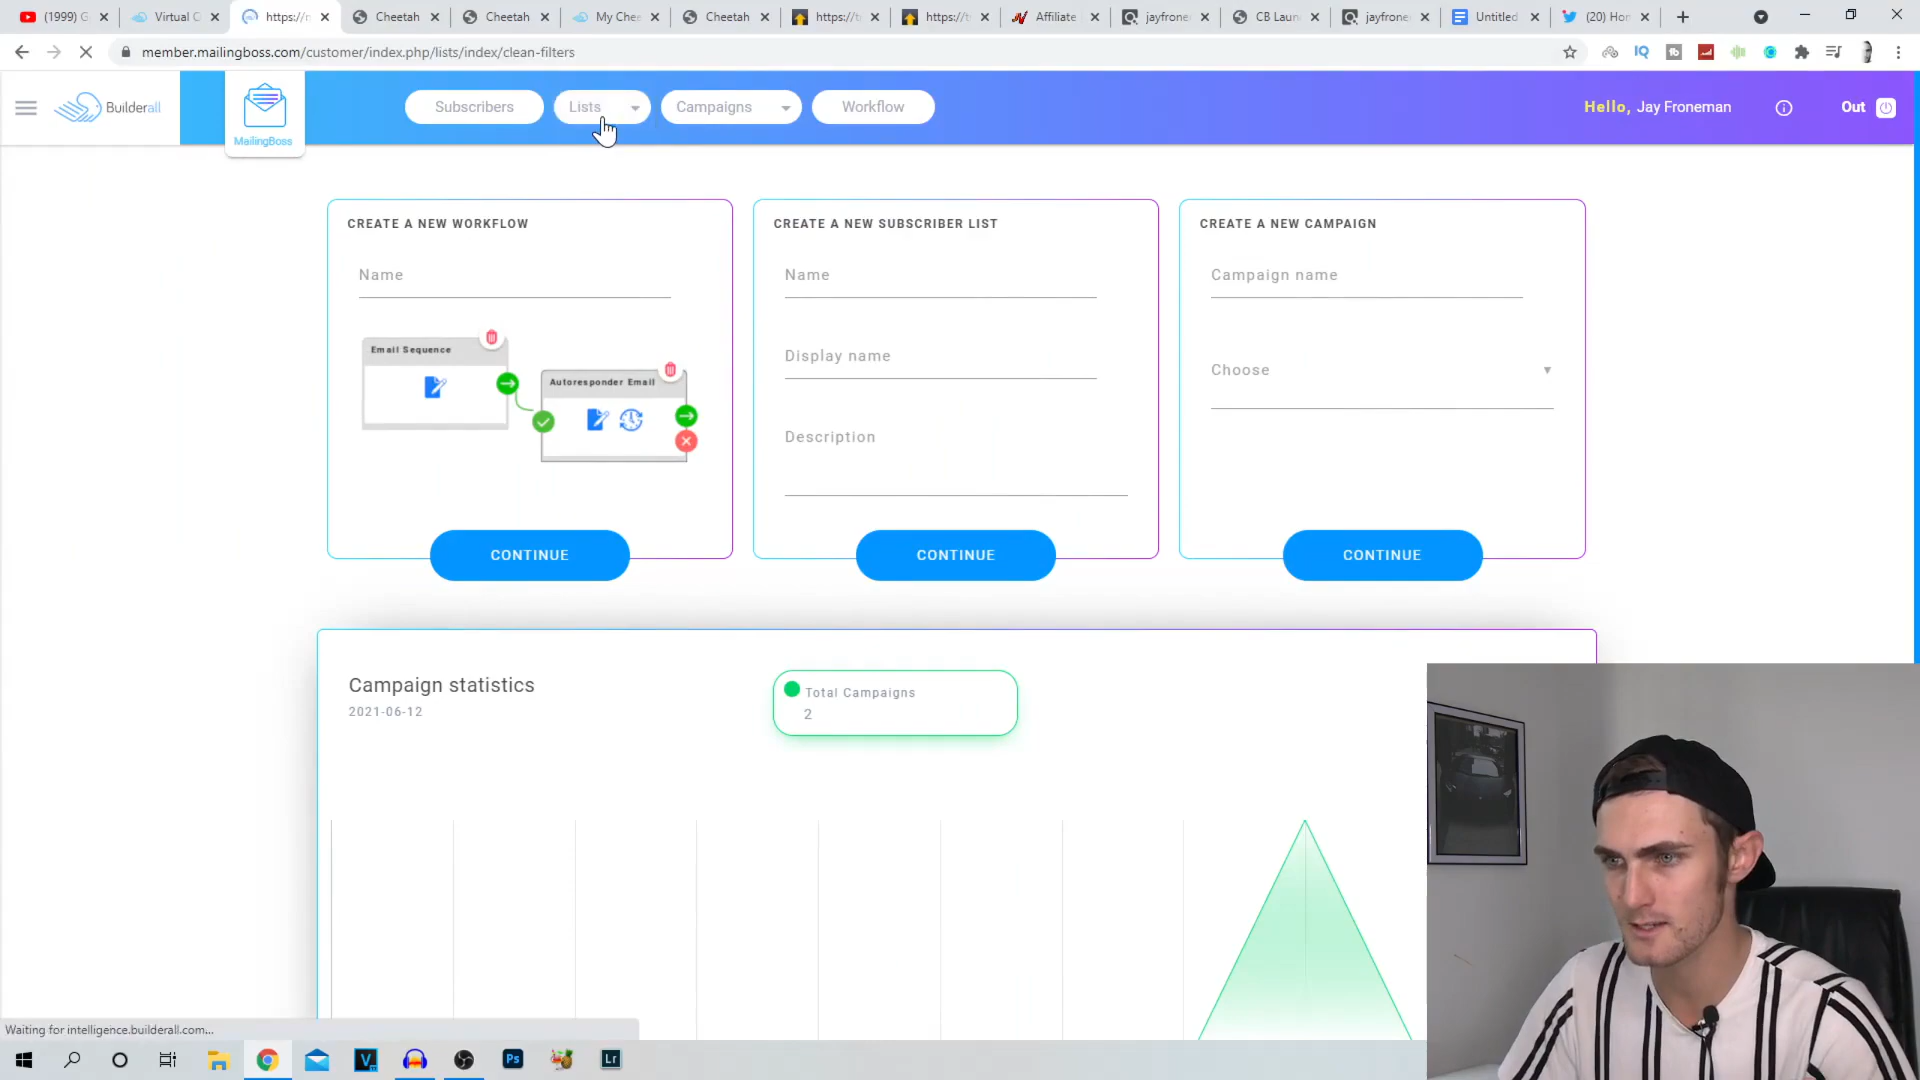 (1999) G
Virtual C
https://n
Cheetah
Cheetah
My Chee
Cheetah
https://t
https://t
Affiliate
jayfrone
CB Laun
jayfrone
Untitled
(20) Hon
member.mailingboss.com/customer/index.php/lists/index/clean-filters
Builderall
MailingBoss
Subscribers
Lists
Campaigns
Workflow
Hello, Jay Froneman
Out
CREATE A NEW WORKFLOW
Name
Email Sequence
Autoresponder Email
CONTINUE
CREATE A NEW SUBSCRIBER LIST
Name
Display name
Description
CONTINUE
CREATE A NEW CAMPAIGN
Campaign name
Choose
CONTINUE
Campaign statistics
2021-06-12
Total Campaigns
2
Waiting for intelligence.builderall.com...